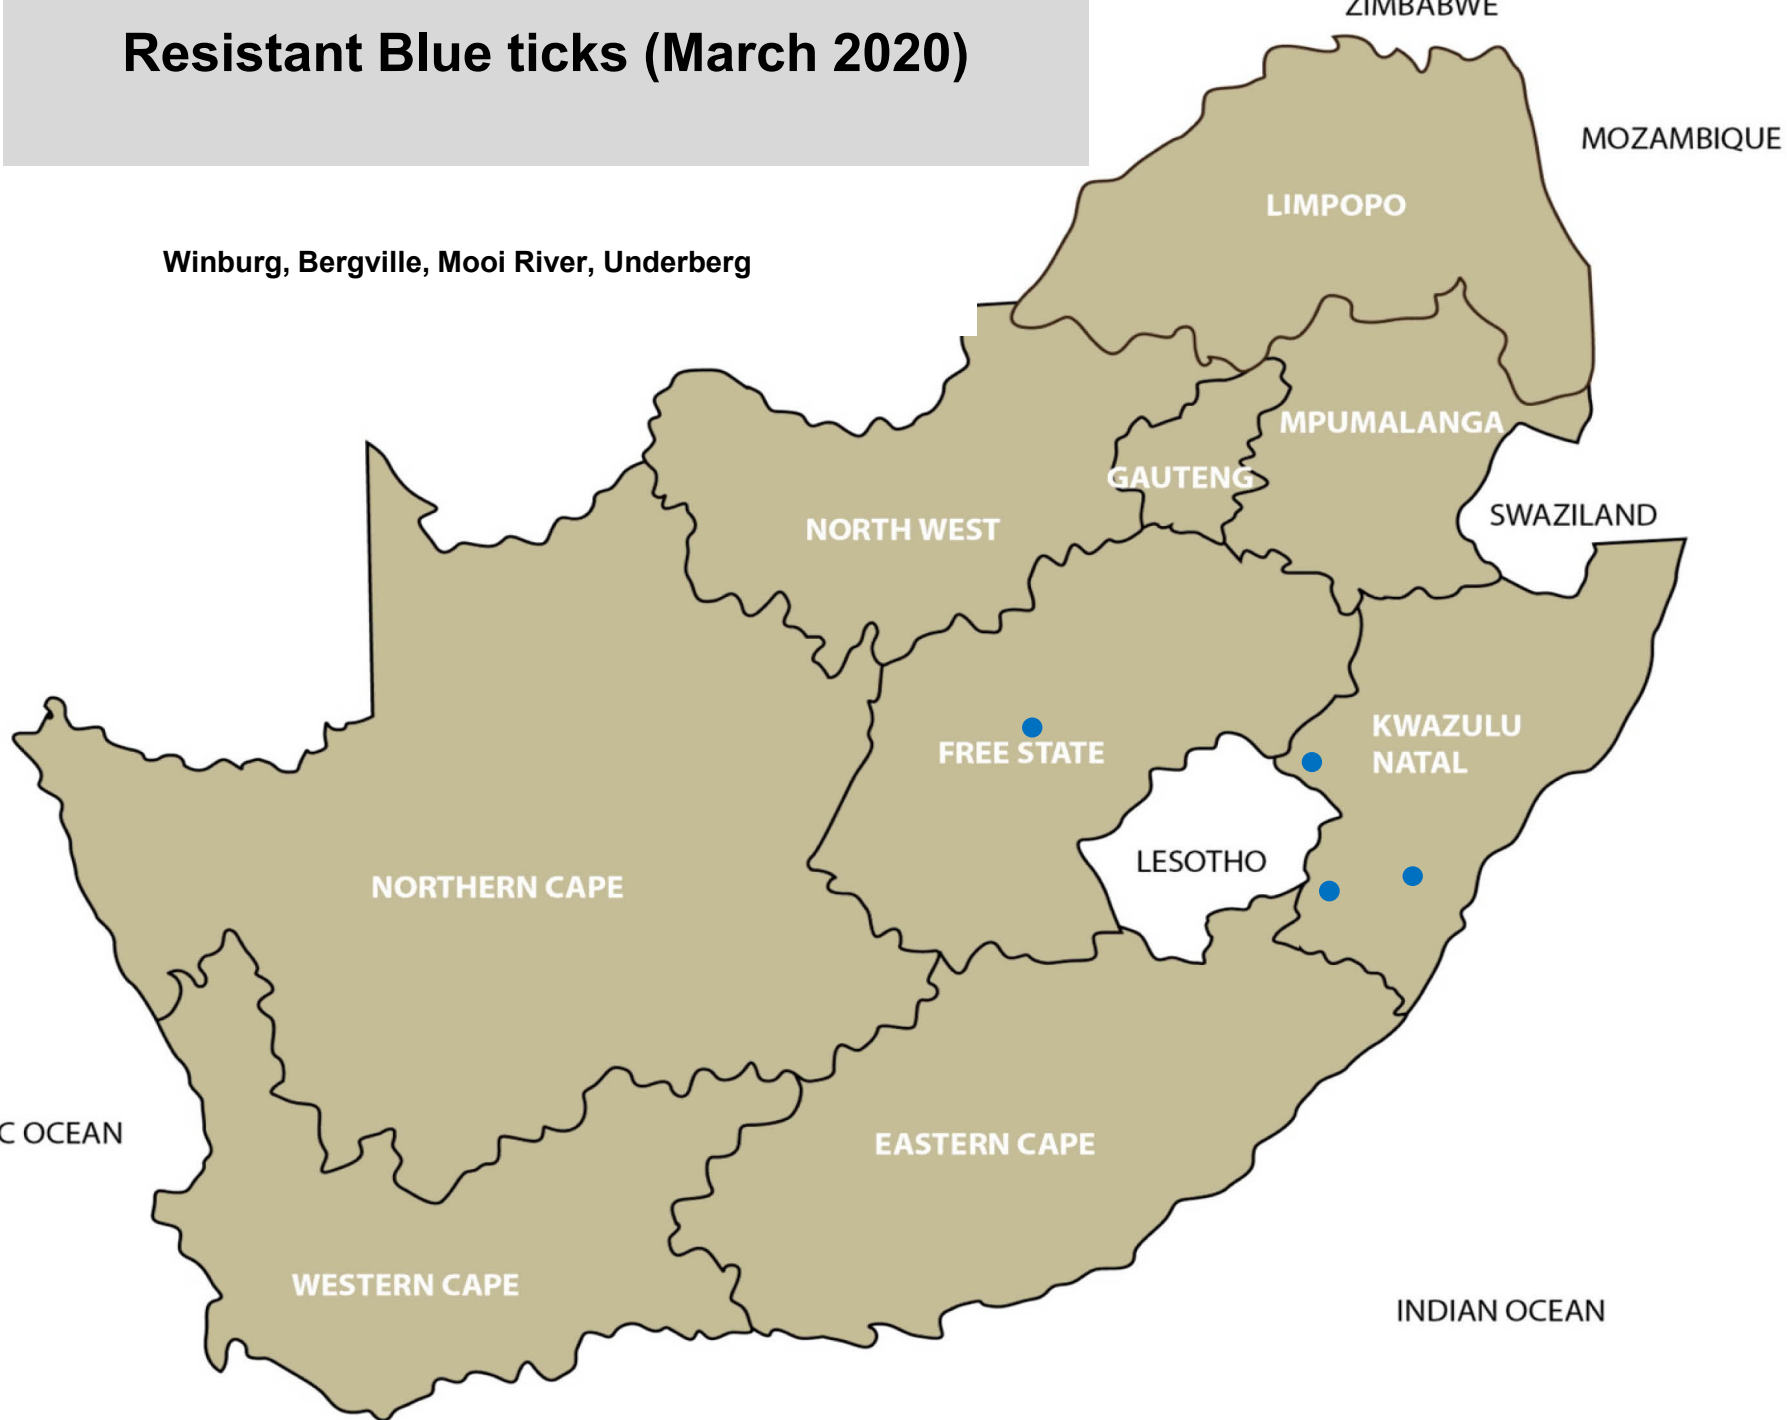 ZIMBABWE
Resistant Blue ticks (March 2020)
MOZAMBIQUE
LIMPOPO
Winburg, Bergville, Mooi River, Underberg
MPUMALANGA
GAUTENG
SWAZILAND
NORTH WEST
KWAZULU
NATAL
FREE STATE
LESOTHO
NORTHERN CAPE
C OCEAN
EASTERN CAPE
WESTERN CAPE
INDIAN OCEAN